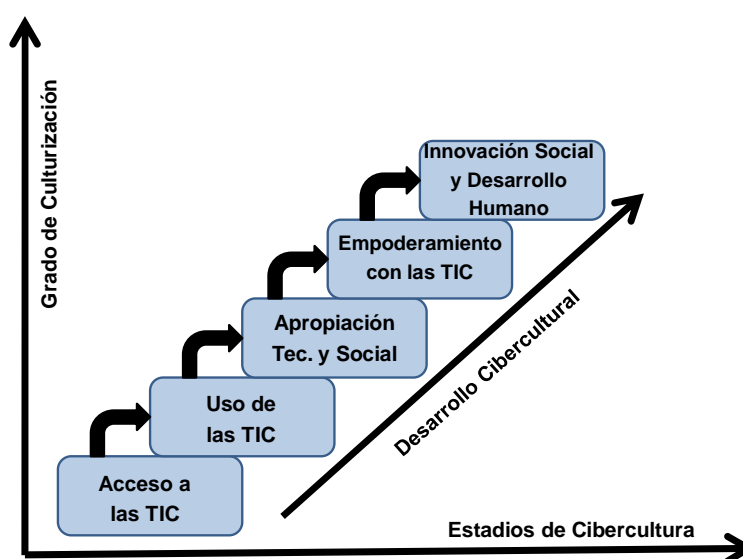 Grado de Culturización
Innovación Social
y Desarrollo
Humano
Empoderamiento
con las TIC
Apropiación
Tec. y Social
Uso de
las TIC
Acceso a
las TIC
Desarrollo Cibercultural
Estadios de Cibercultura